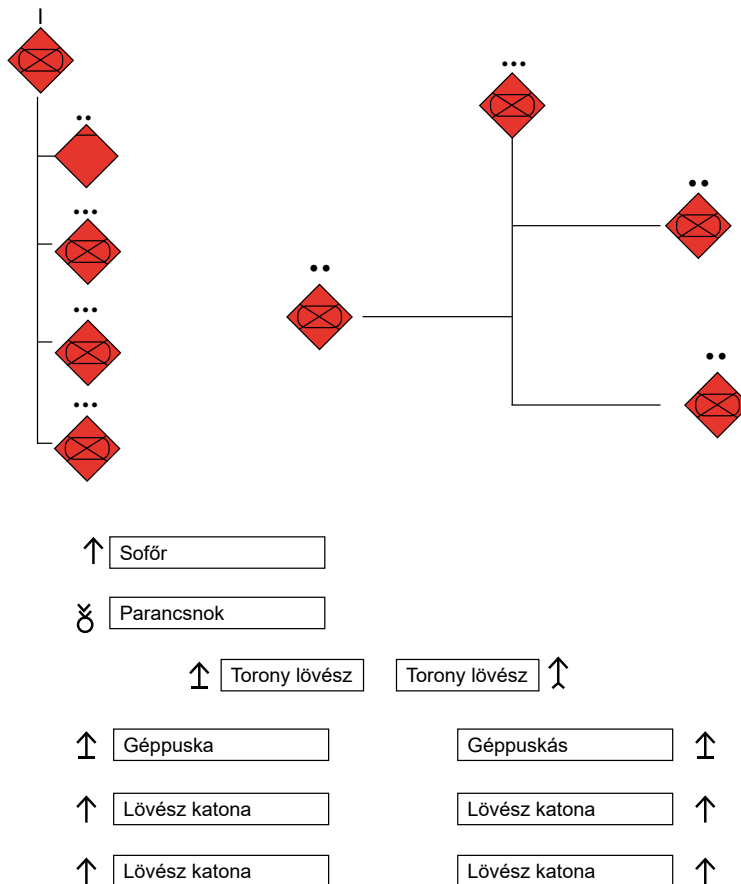 Sofőr
Parancsnok
Torony lövész Torony lövész
Géppuska Géppuskás
Lövész katona Lövész katona
Lövész katona Lövész katona